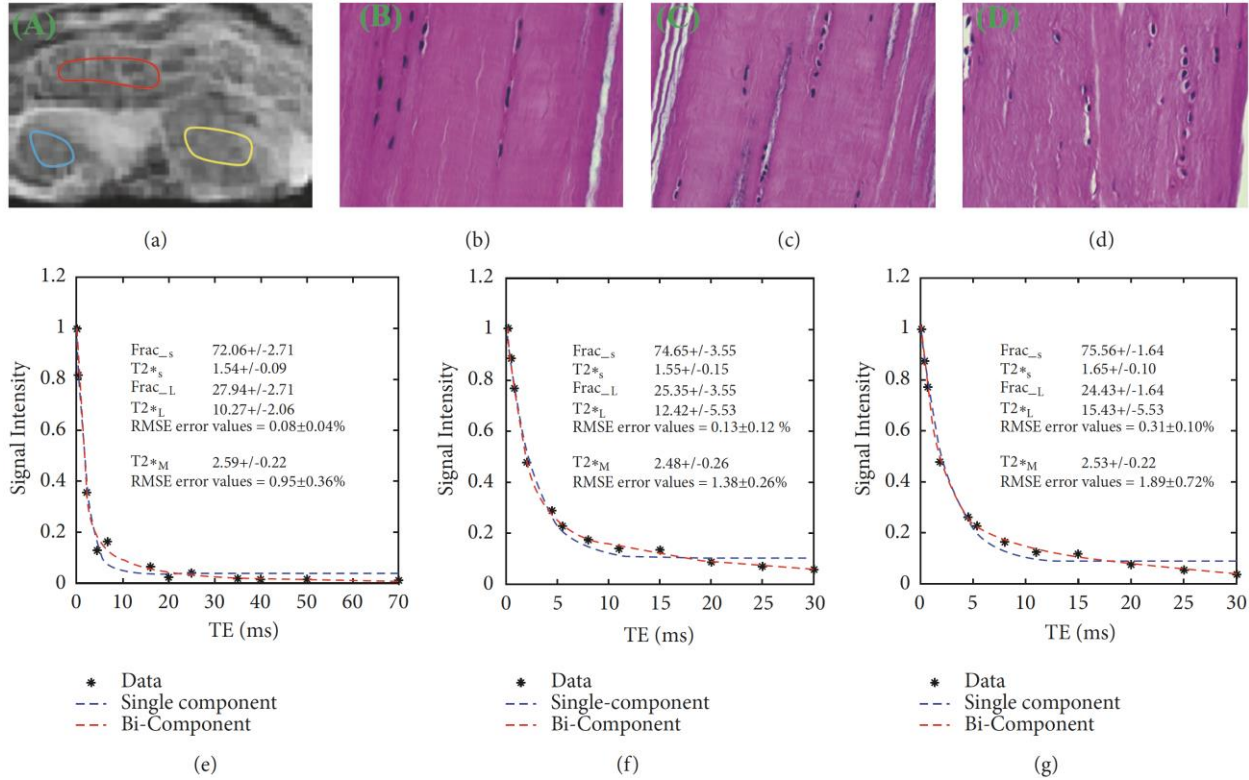 (A)
(B)
(C)
(D)
(a)
(b)
(c)
(d)
1.2
1
0.8
0.6
0.4
0.2
0
Signal Intensity
Frac_s 72.06+/-2.71
T2*s 1.54+/-0.09
Frac_L 27.94+/-2.71
T2*L 10.27+/-2.06
RMSE error values = 0.08±0.04%
T2*M 2.59+/-0.22
RMSE error values = 0.95±0.36%
0 10 20 30 40 50 60 70
TE (ms)
Data
Single component
Bi-Component
(e)
1.2
1
0.8
0.6
0.4
0.2
0
Signal Intensity
Frac_s 74.65+/-3.55
T2*s 1.55+/-0.15
Frac_L 25.35+/-3.55
T2*L 12.42+/-5.53
RMSE error values = 0.13±0.12 %
T2*M 2.48+/-0.26
RMSE error values = 1.38±0.26%
0 5 10 15 20 25 30
TE (ms)
Data
Single-component
Bi-Component
(f)
1.2
1
0.8
0.6
0.4
0.2
0
Signal Intensity
Frac_s 75.56+/-1.64
T2*s 1.65+/-0.10
Frac_L 24.43+/-1.64
T2*L 15.43+/-5.53
RMSE error values = 0.31±0.10%
T2*M 2.53+/-0.22
RMSE error values = 1.89±0.72%
0 5 10 15 20 25 30
TE (ms)
Data
Single component
Bi-Component
(g)